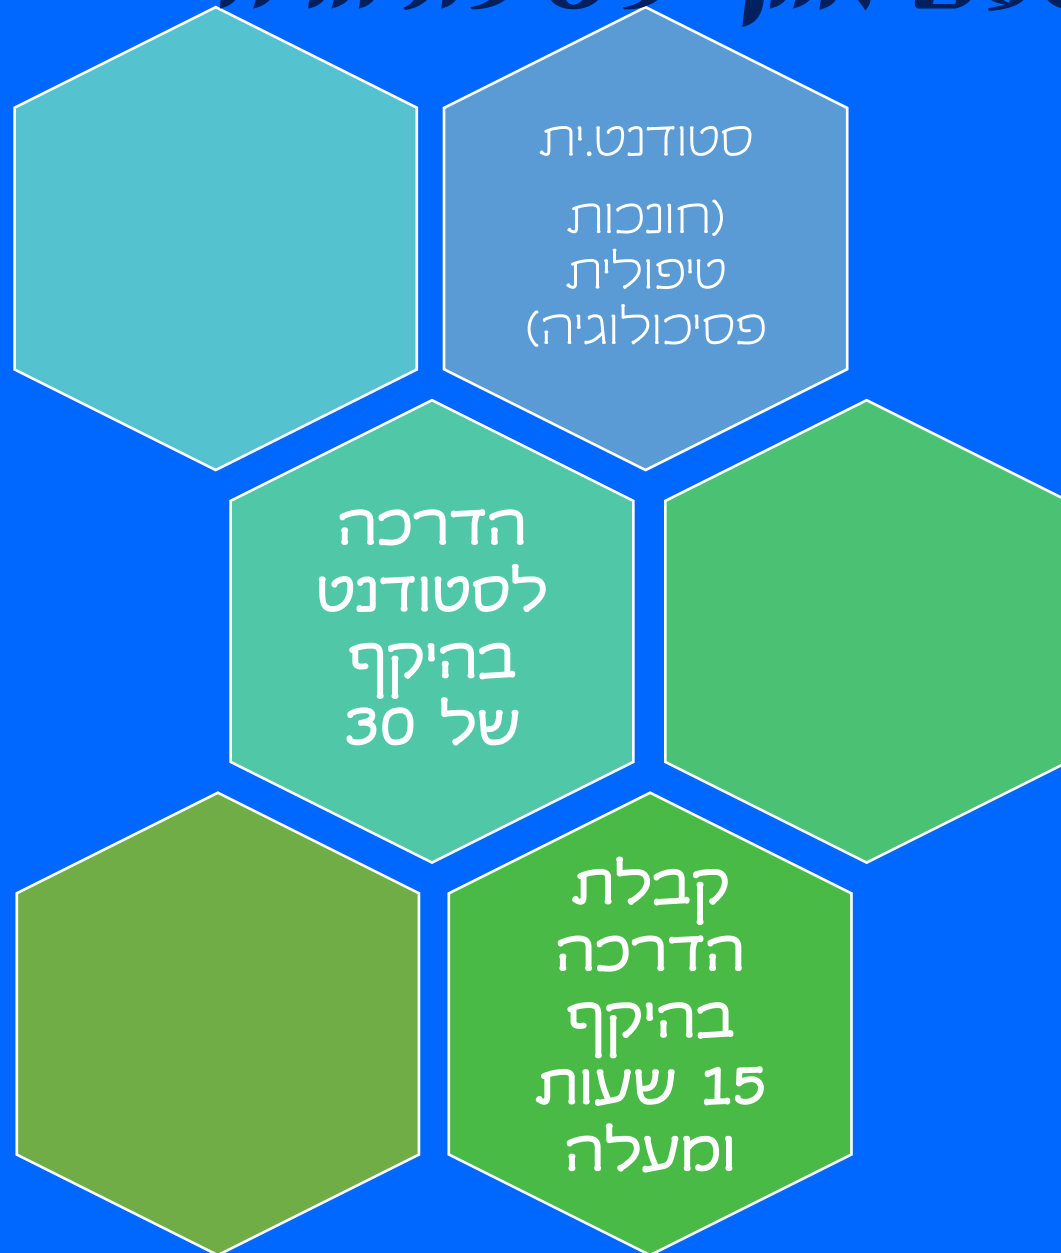 סטודנט.ית
(חונכות
טיפולית
פסיכולוגיה)
הדרכה
לסטודנט
בהיקף
של 30
קבלת
הדרכה
בהיקף
15 שעות
ומעלה